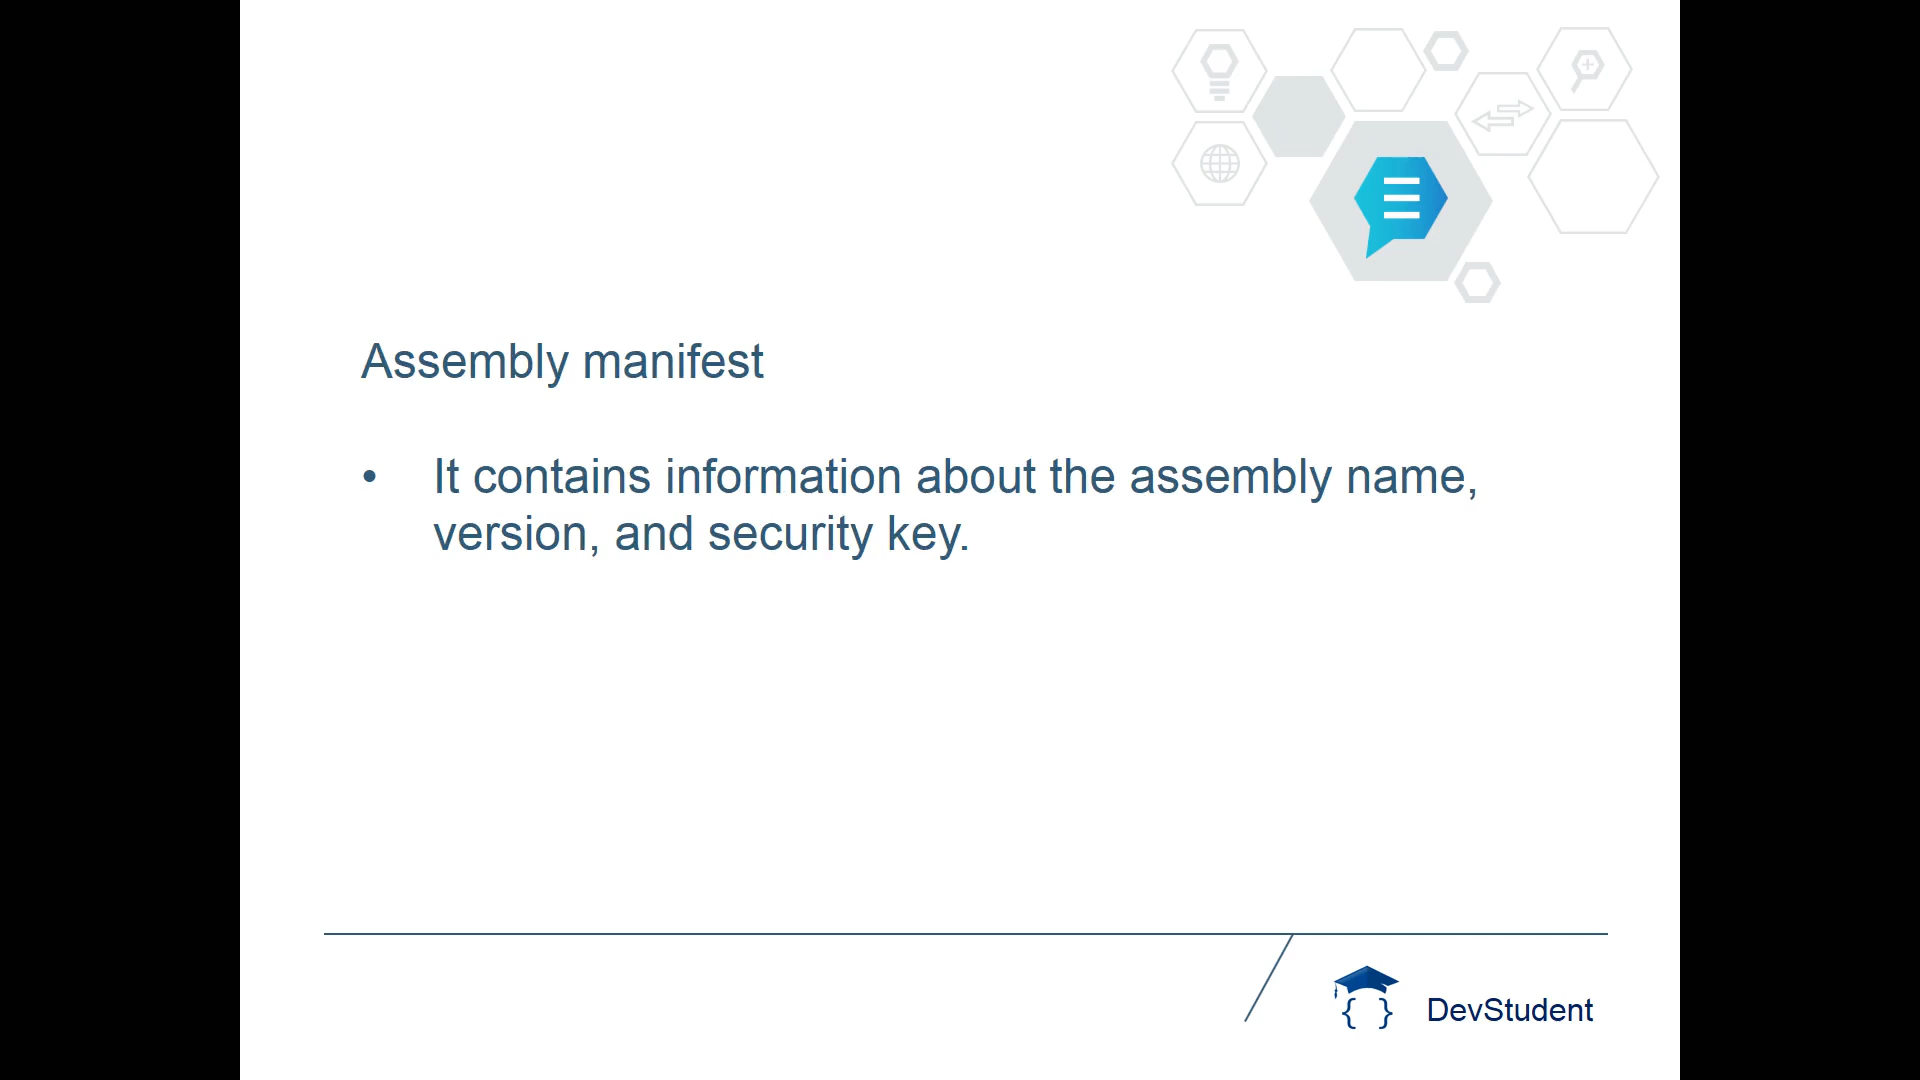 Assembly manifest
• It contains information about the assembly name,
version, and security key.
{ } DevStudent